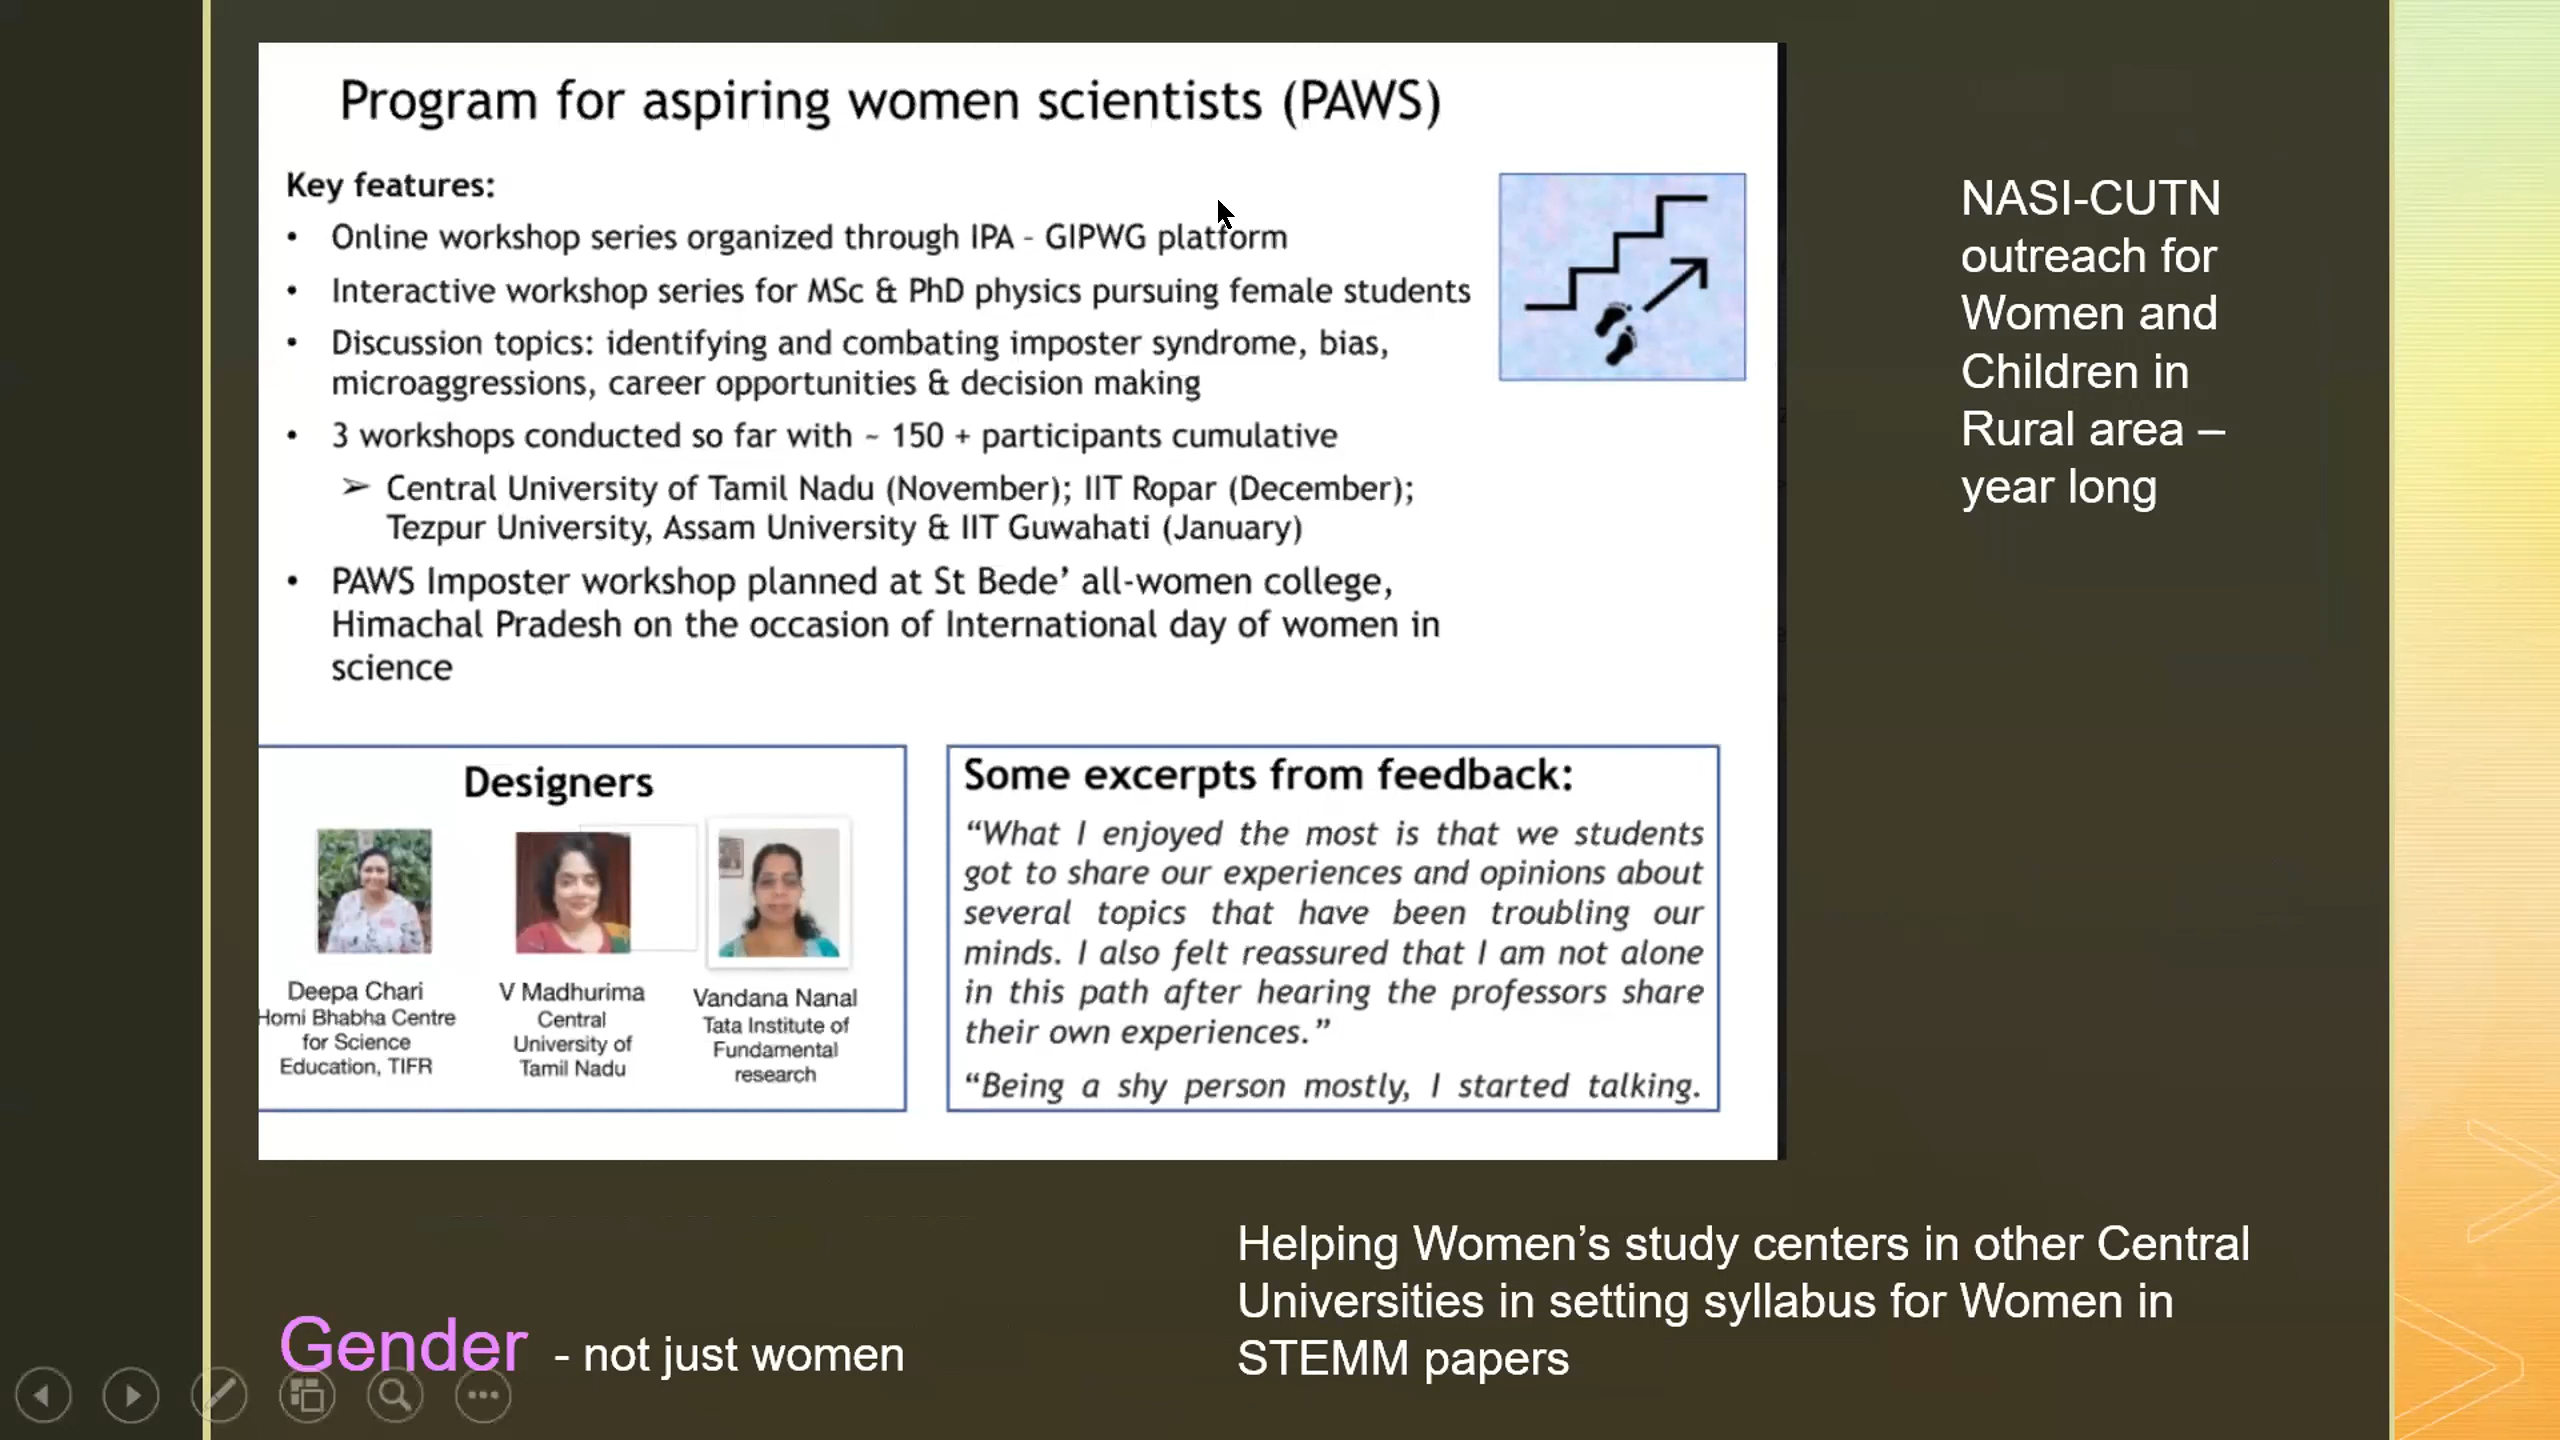 Program for aspiring women scientists (PAWS)
Key features:
• Online workshop series organized through IPA - GIPWG platform
• Interactive workshop series for MSc & PhD physics pursuing female students
• Discussion topics: identifying and combating imposter syndrome, bias,
microaggressions, career opportunities & decision making
• 3 workshops conducted so far with ~ 150 + participants cumulative
➢ Central University of Tamil Nadu (November); IIT Ropar (December);
Tezpur University, Assam University & IIT Guwahati (January)
• PAWS Imposter workshop planned at St Bede’ all-women college,
Himachal Pradesh on the occasion of International day of women in
science
Designers
Deepa Chari
Homi Bhabha Centre
for Science
Education, TIFR
V Madhurima
Central
University of
Tamil Nadu
Vandana Nanal
Tata Institute of
Fundamental
research
Some excerpts from feedback:
“What I enjoyed the most is that we students
got to share our experiences and opinions about
several topics that have been troubling our
minds. I also felt reassured that I am not alone
in this path after hearing the professors share
their own experiences.”
“Being a shy person mostly, I started talking.
NASI-CUTN
outreach for
Women and
Children in
Rural area –
year long
Gender - not just women
Helping Women’s study centers in other Central
Universities in setting syllabus for Women in
STEMM papers